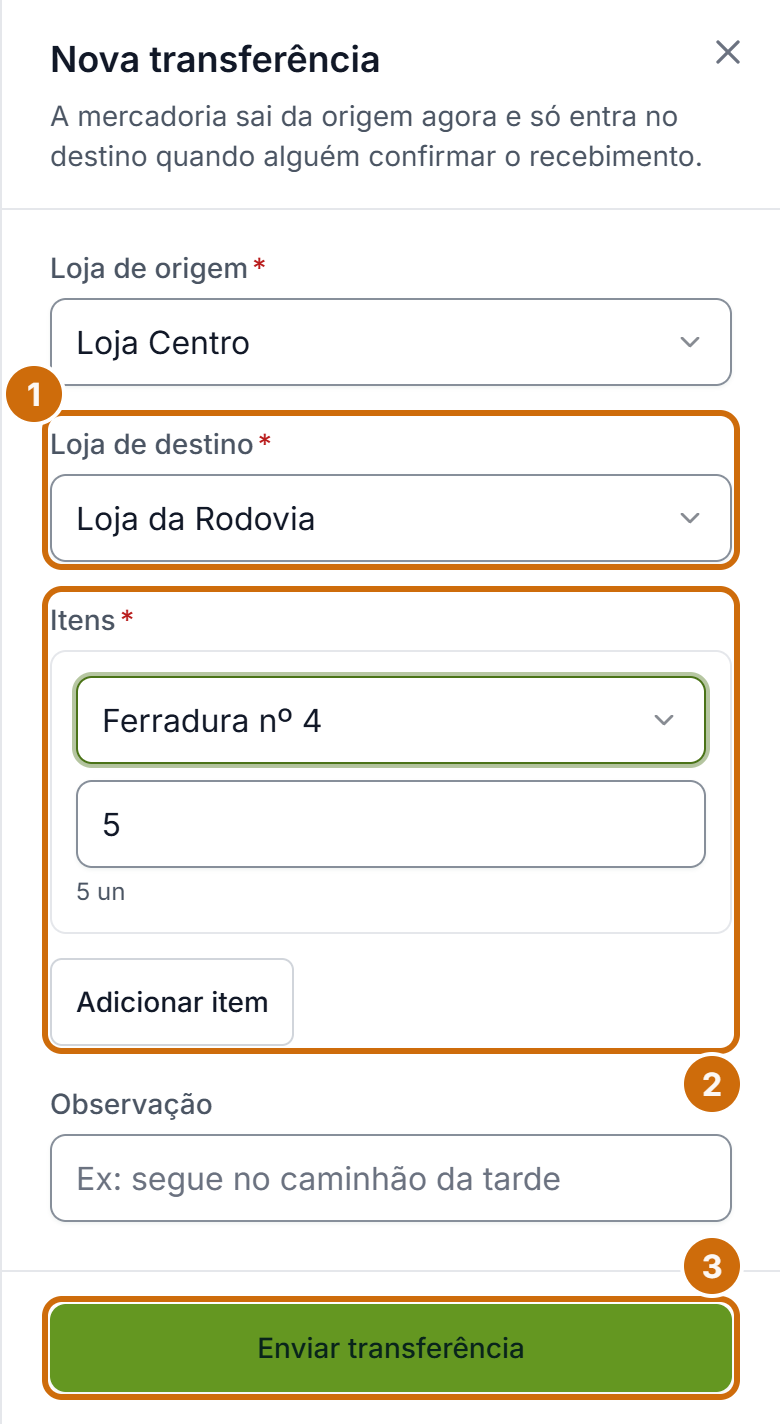 Nova transferência
A mercadoria sai da origem agora e só entra no
destino quando alguém confirmar o recebimento.
Loja de origem *
Loja Centro
1
Loja de destino *
Loja da Rodovia
Itens *
Ferradura nº 4
5
5 un
Adicionar item
2
Observação
Ex: segue no caminhão da tarde
3
Enviar transferência